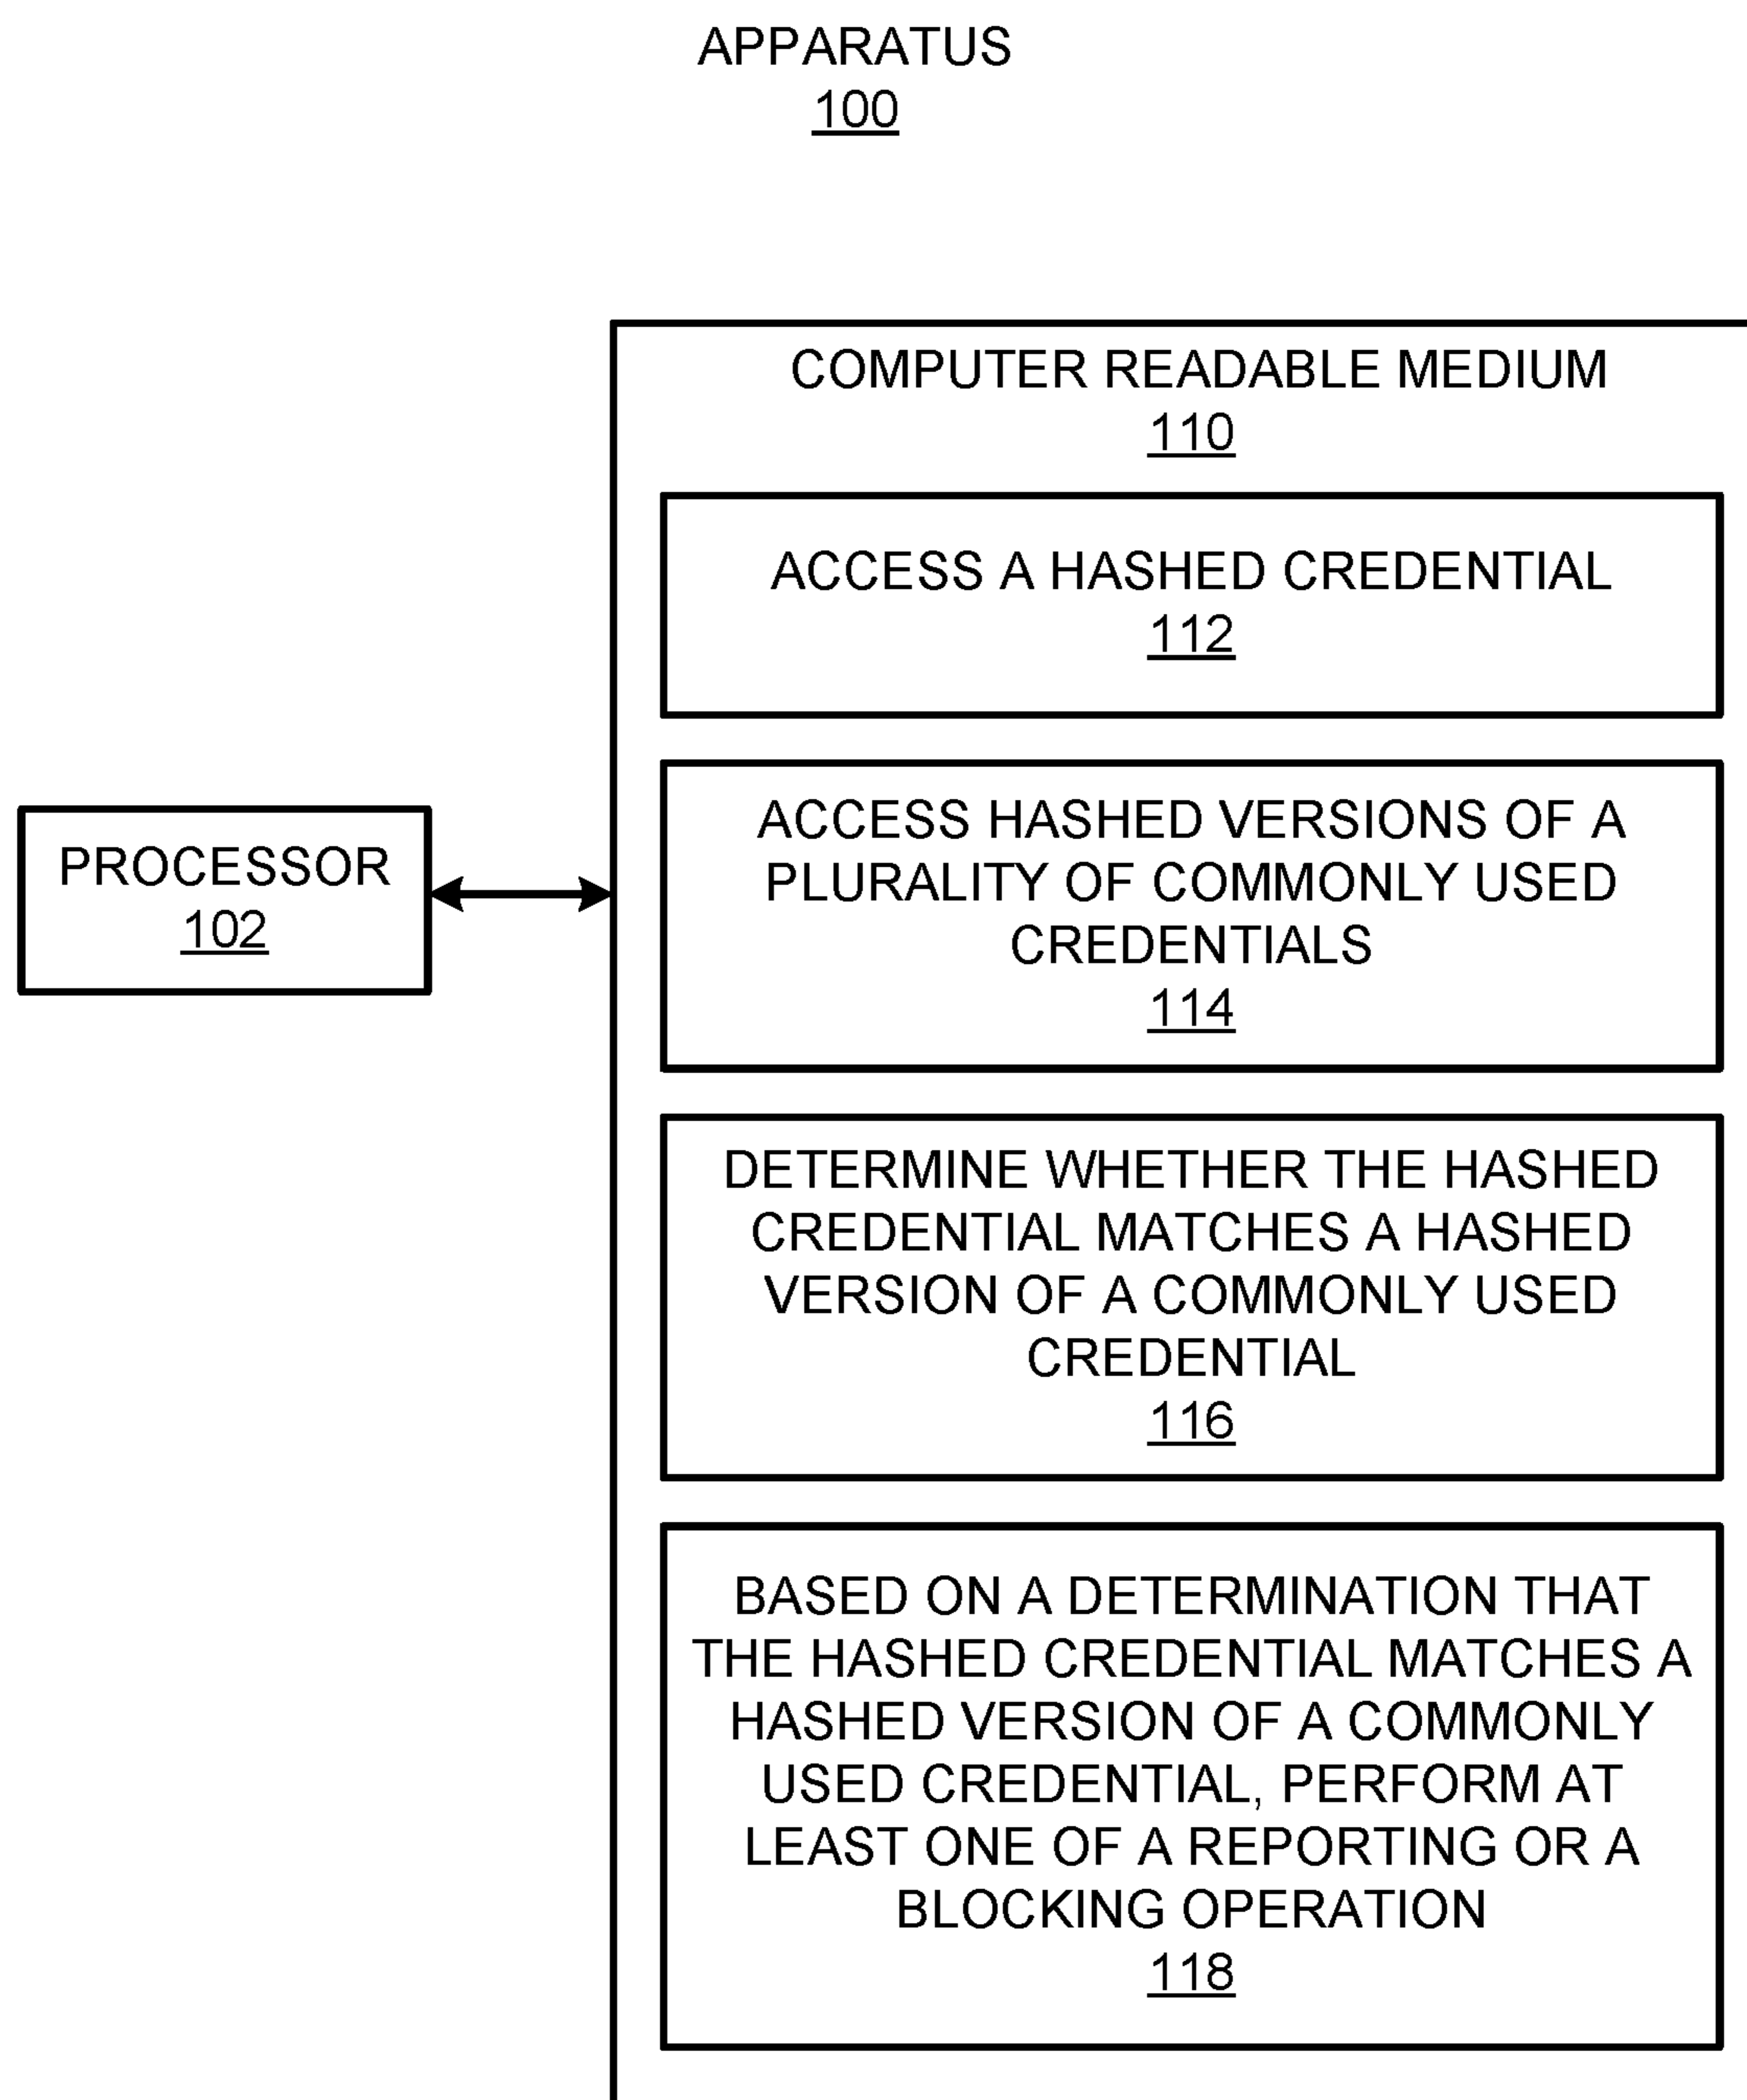 APPARATUS
100
COMPUTER READABLE MEDIUM
110
ACCESS A HASHED CREDENTIAL
112
ACCESS HASHED VERSIONS OF A
PLURALITY OF COMMONLY USED
CREDENTIALS
114
PROCESSOR
102
DETERMINE WHETHER THE HASHED
CREDENTIAL MATCHES A HASHED
VERSION OF A COMMONLY USED
CREDENTIAL
116
BASED ON A DETERMINATION THAT
THE HASHED CREDENTIAL MATCHES A
HASHED VERSION OF A COMMONLY
USED CREDENTIAL, PERFORM AT
LEAST ONE OF A REPORTING OR A
BLOCKING OPERATION
118